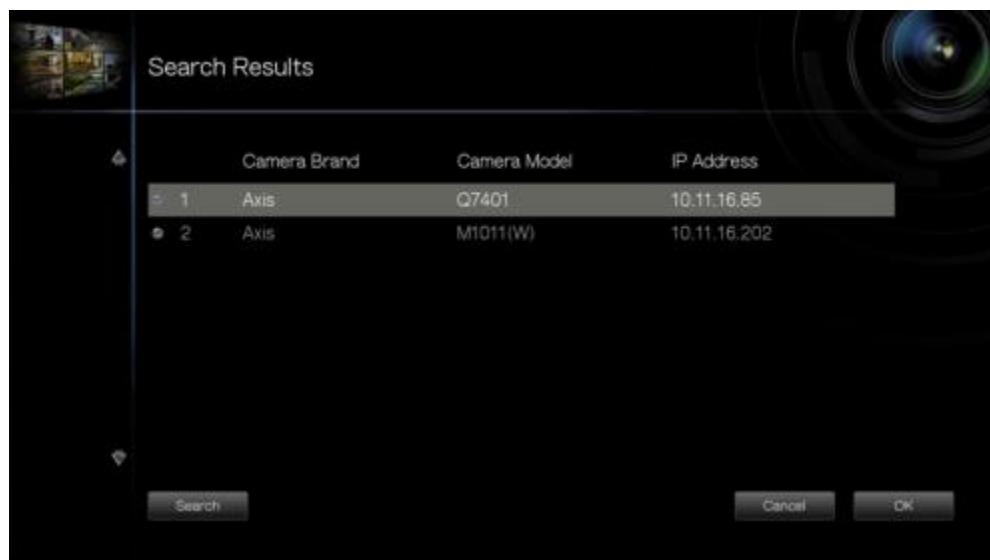 Search Results
Camera Brand Camera Model IP Address
1 Axis Q7401 10.11.16.85
2 Axis M1011(W) 10.11.16.202
Search Cancel OK